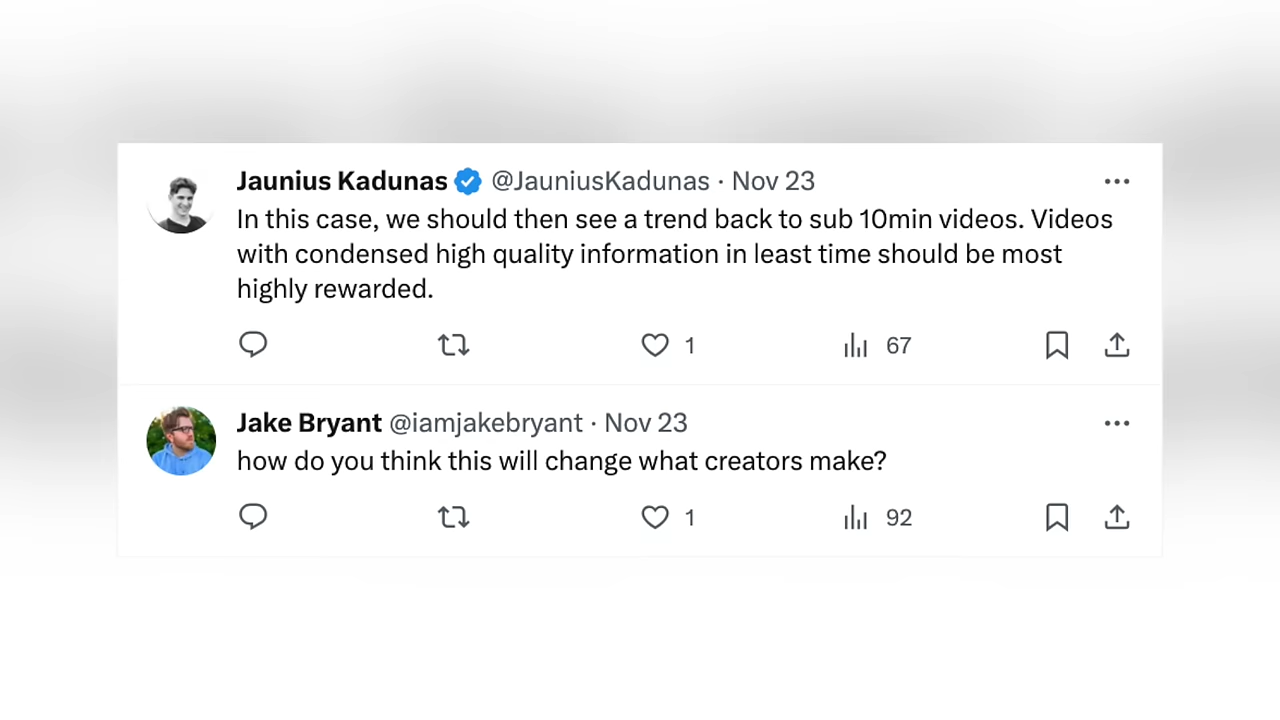 Jaunius Kadunas @JauniusKadunas · Nov 23
In this case, we should then see a trend back to sub 10min videos. Videos
with condensed high quality information in least time should be most
highly rewarded.
1 67
Jake Bryant @iamjakebryant · Nov 23
how do you think this will change what creators make?
1 92